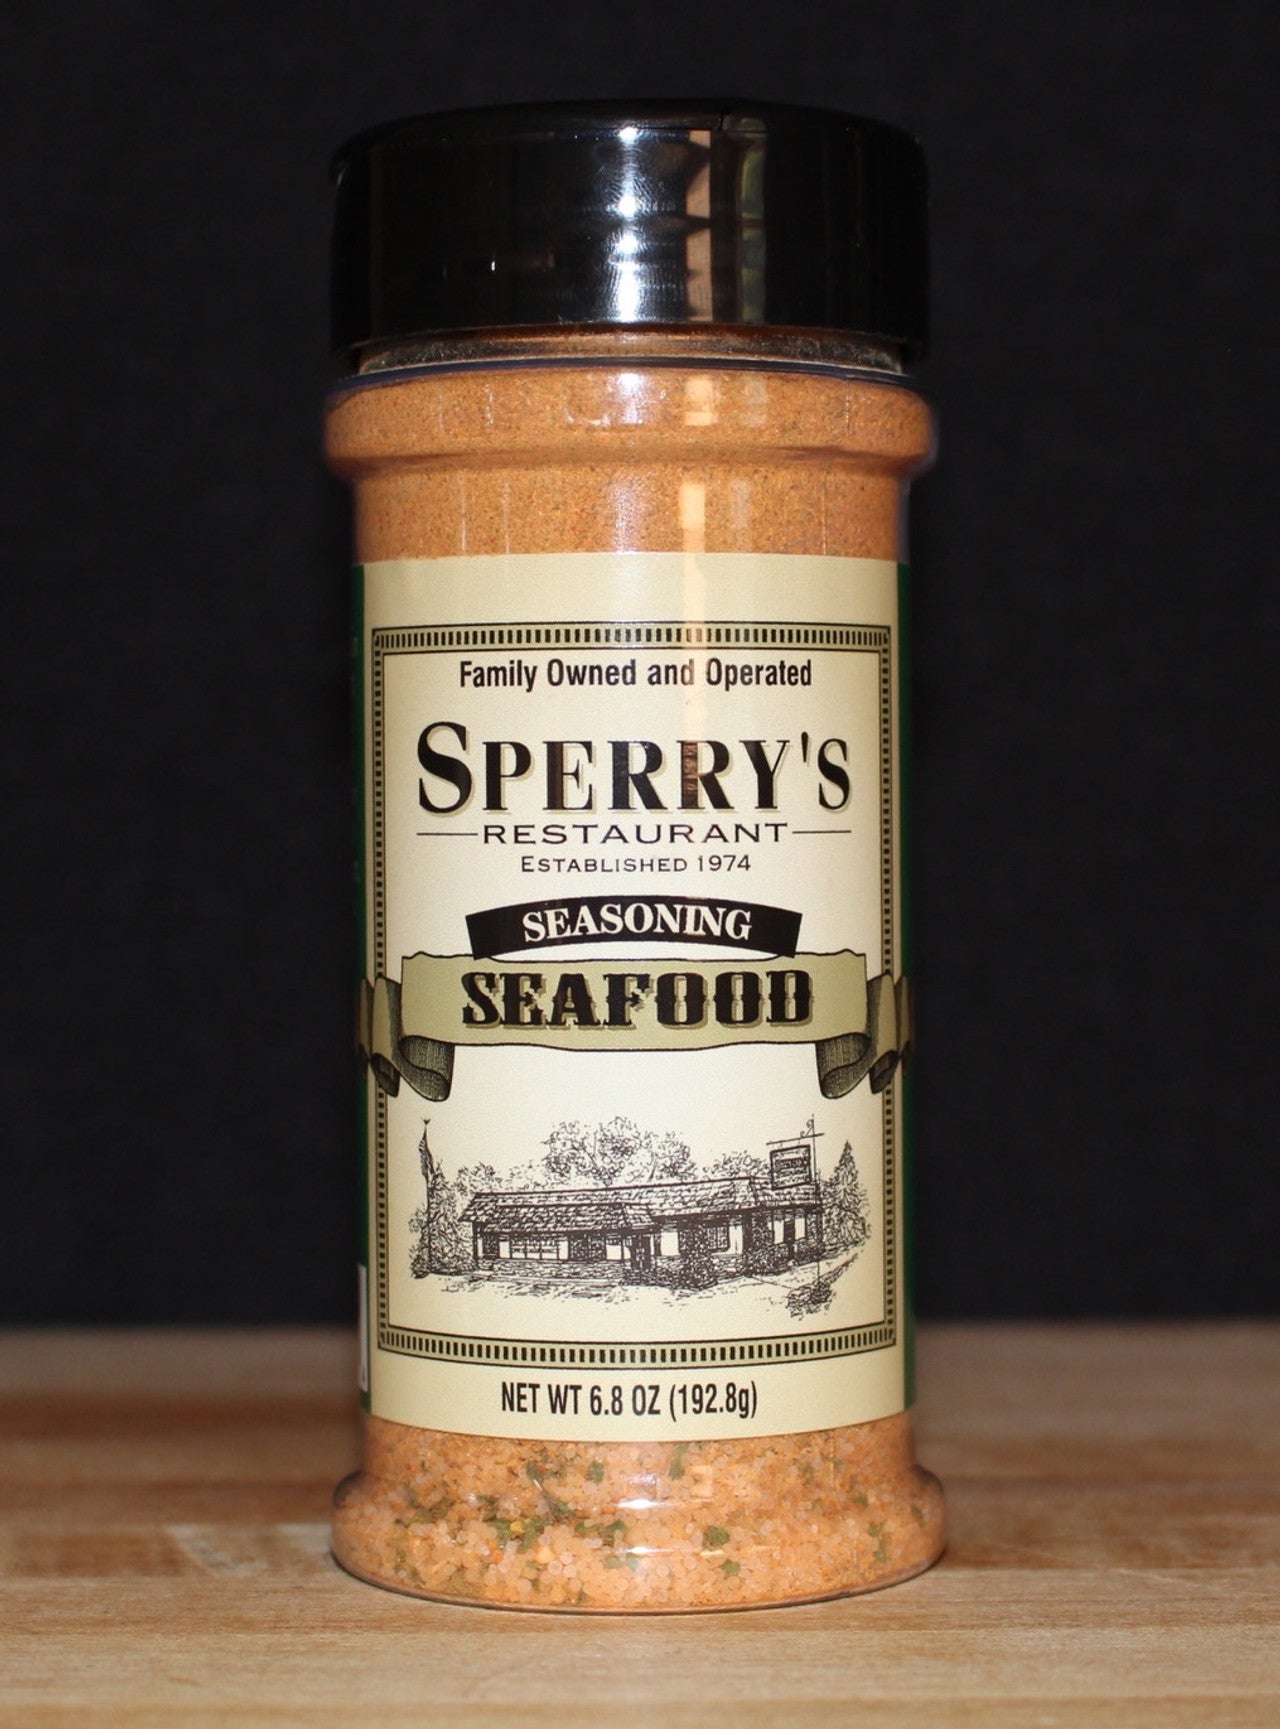 Family Owned and Operated
SPERRY'S
RESTAURANT
ESTABLISHED 1974
SEASONING
SEAFOOD
NET WT 6.8 OZ (192.8g)